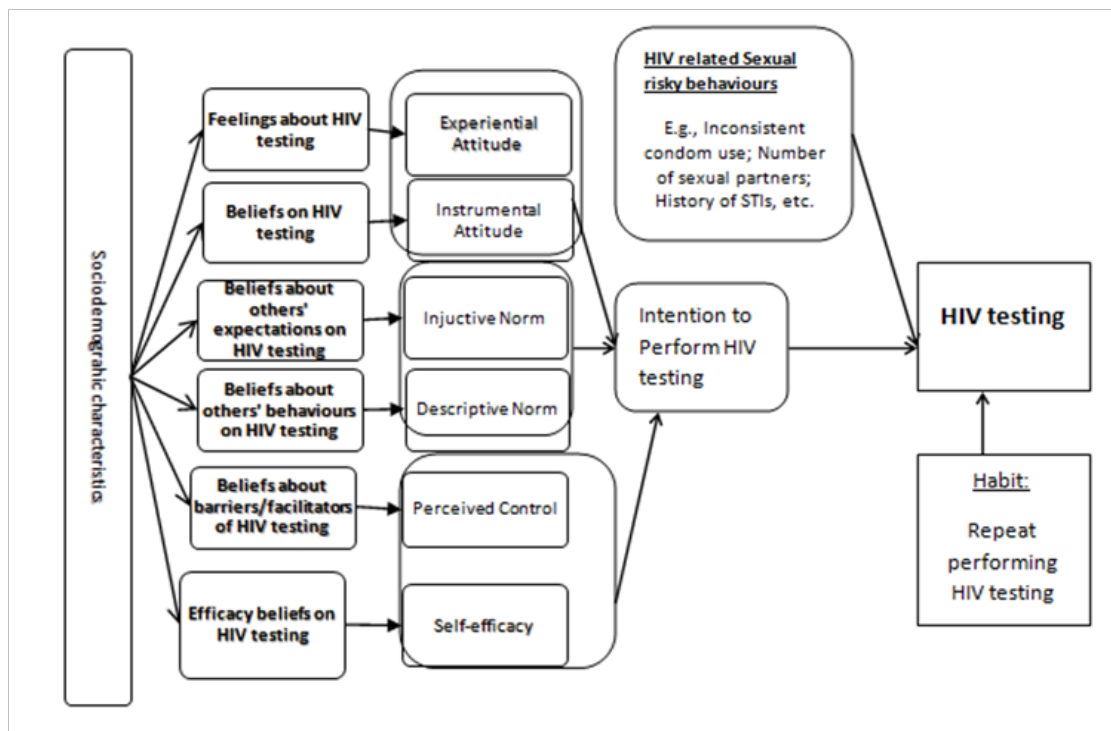 Sociodemograhic characteristics
Feelings about HIV
testing
Beliefs on HIV
testing
Beliefs about
others'
expectations on
HIV testing
Beliefs about
others' behaviours
on HIV testing
Beliefs about
barriers/facilitators
of HIV testing
Efficacy beliefs on
HIV testing
Experiential
Attitude
Instrumental
Attitude
Injuctive Norm
Descriptive Norm
Perceived Control
Self-efficacy
HIV related Sexual
risky behaviours
E.g., Inconsistent
condom use; Number
of sexual partners;
History of STIs, etc.
Intention to
Perform HIV
testing
HIV testing
Habit:
Repeat
performing
HIV testing